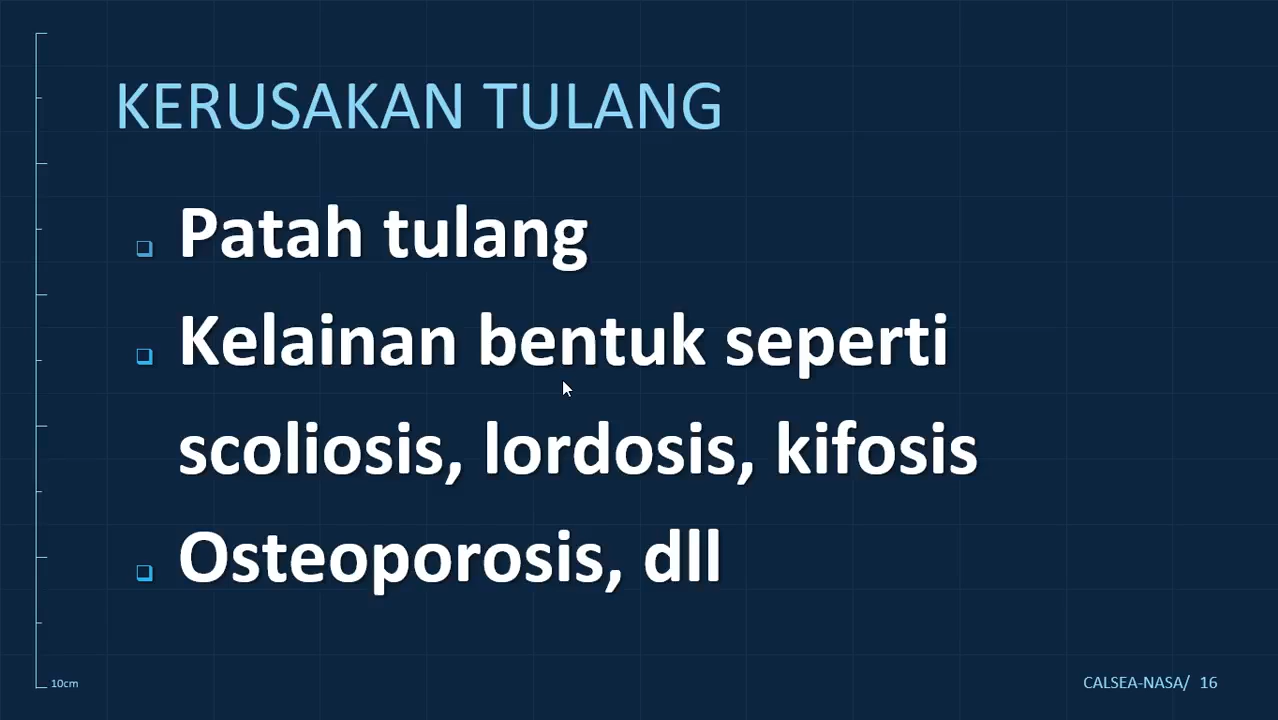 KERUSAKAN TULANG
❑ Patah tulang
❑ Kelainan bentuk seperti
scoliosis, lordosis, kifosis
❑ Osteoporosis, dll
10cm
CALSEA-NASA/ 16